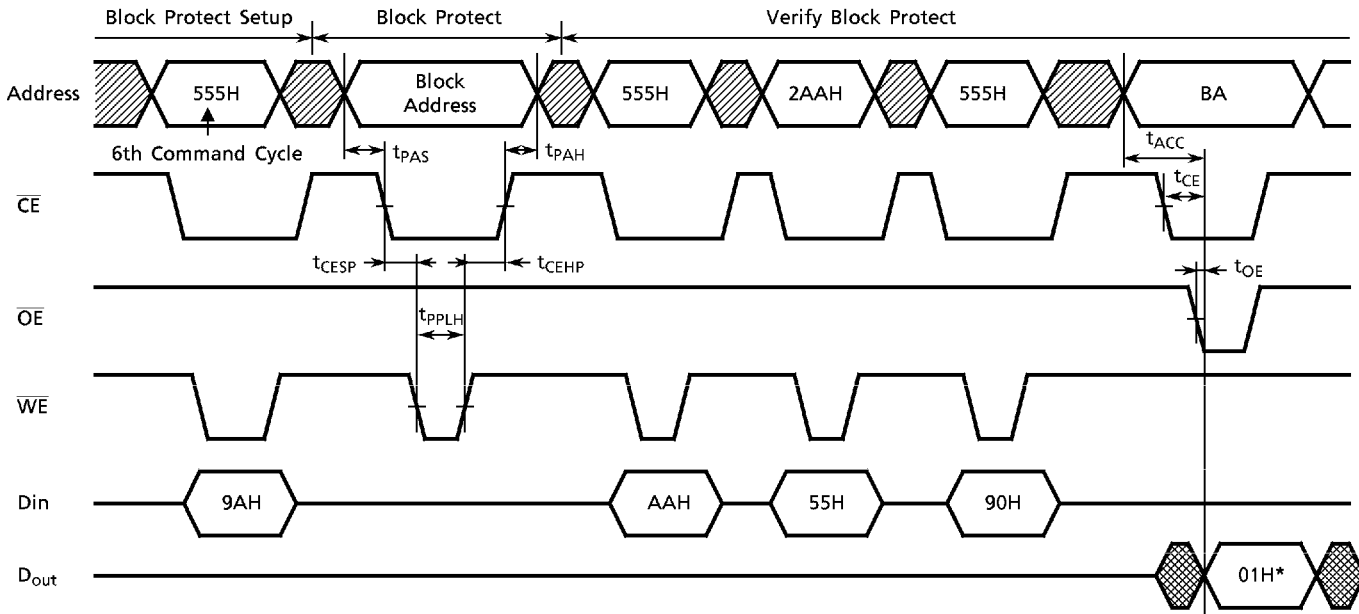 Block Protect Setup Block Protect Verify Block Protect
Address 555H Block Address 555H 2AAH 555H BA
6th Command Cycle tPAS tPAH tACC
CE tCE
tCESP tCEHP
OE tPPLH tOE
WE
Din 9AH AAH 55H 90H
Dout 01H*